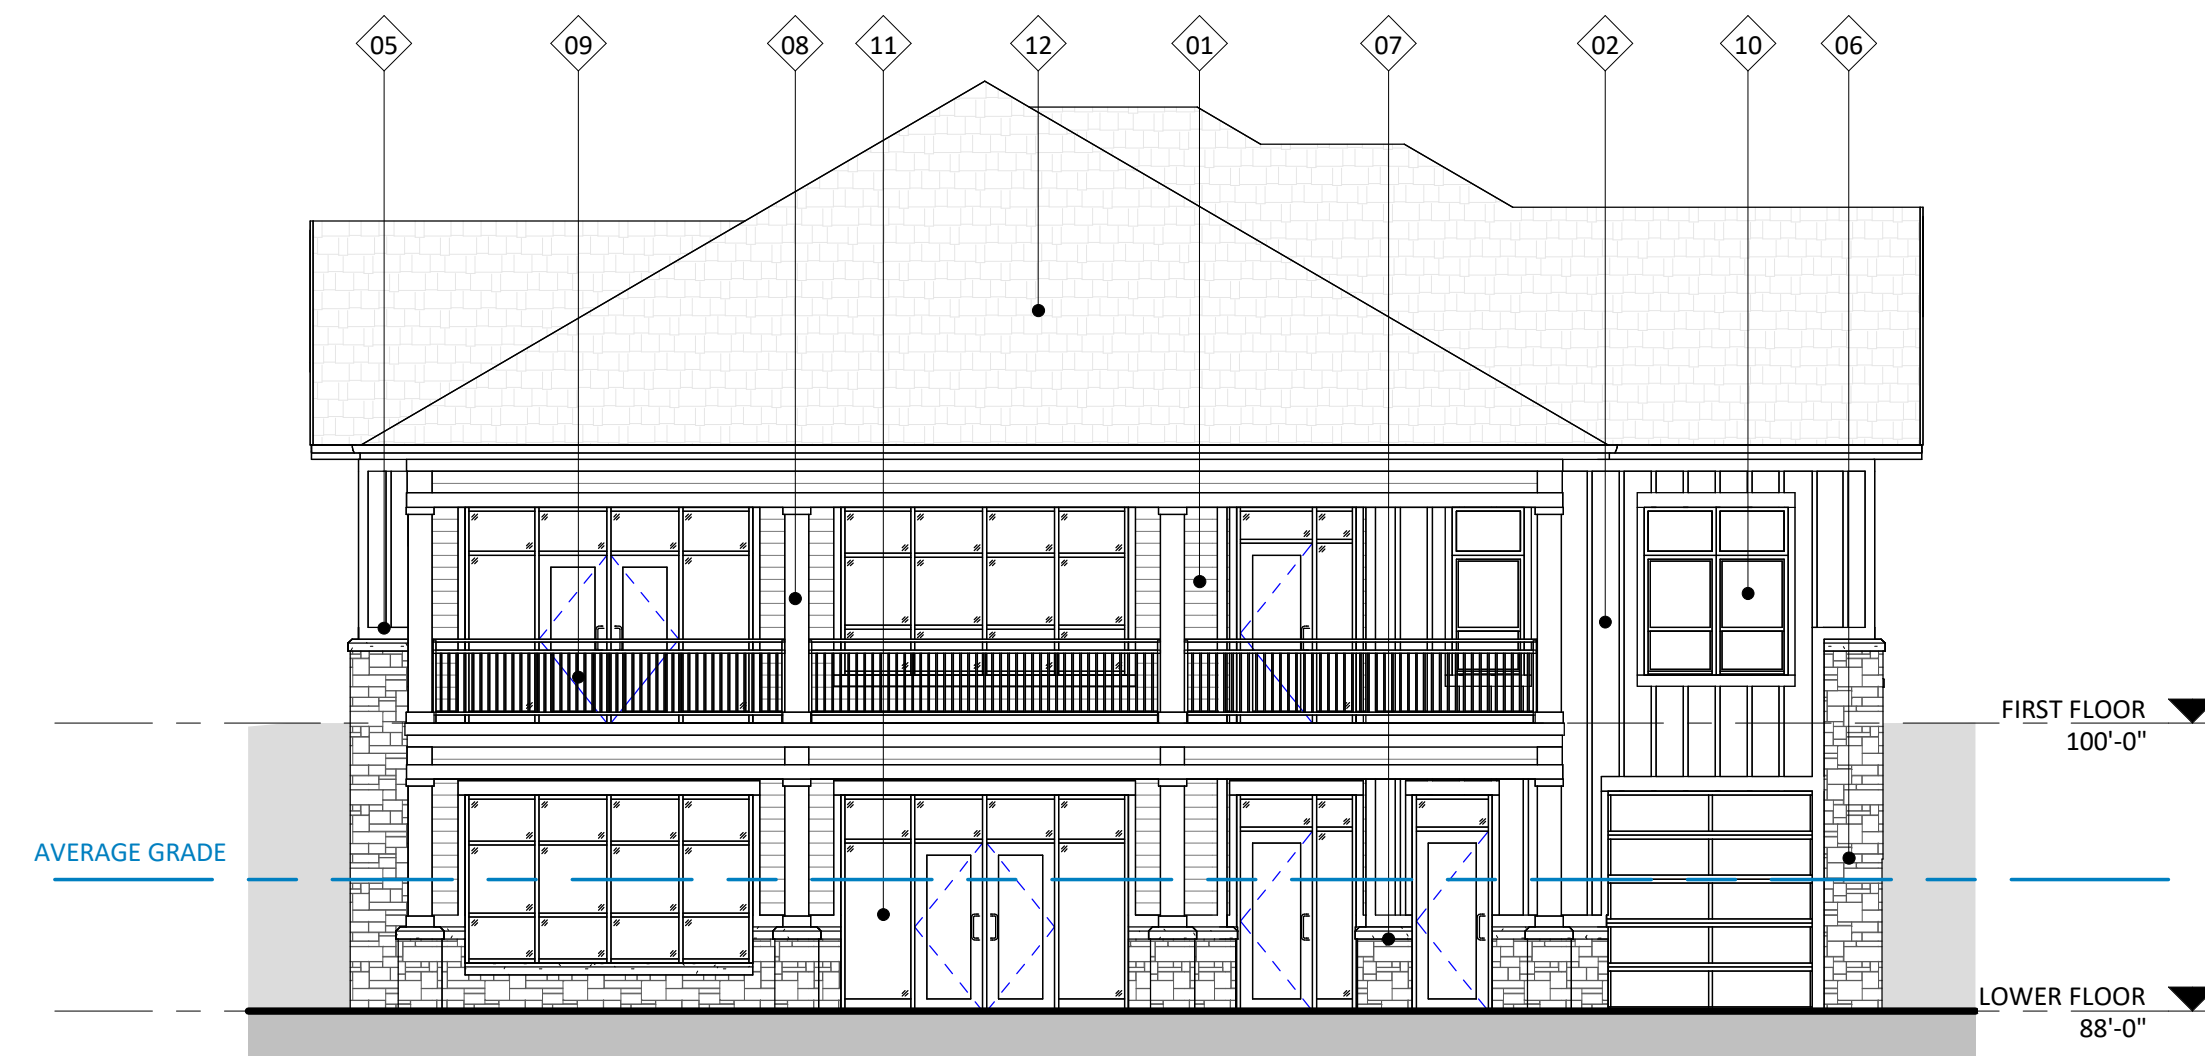 05 09 08 11 12 01 07 02 10 06
FIRST FLOOR
100'-0"
AVERAGE GRADE
LOWER FLOOR
88'-0"